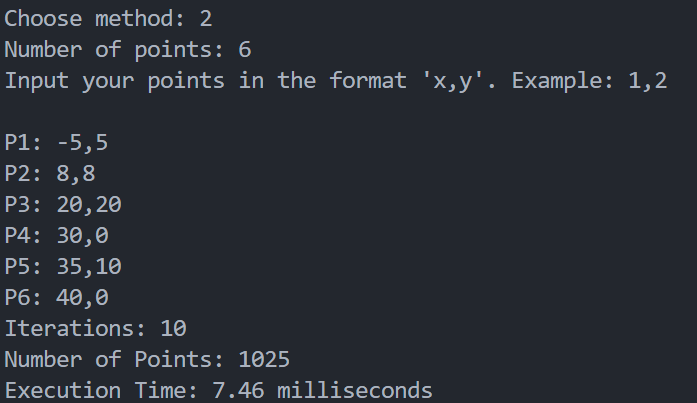 Choose method: 2
Number of points: 6
Input your points in the format 'x,y'. Example: 1,2
P1: -5,5
P2: 8,8
P3: 20,20
P4: 30,0
P5: 35,10
P6: 40,0
Iterations: 10
Number of Points: 1025
Execution Time: 7.46 milliseconds